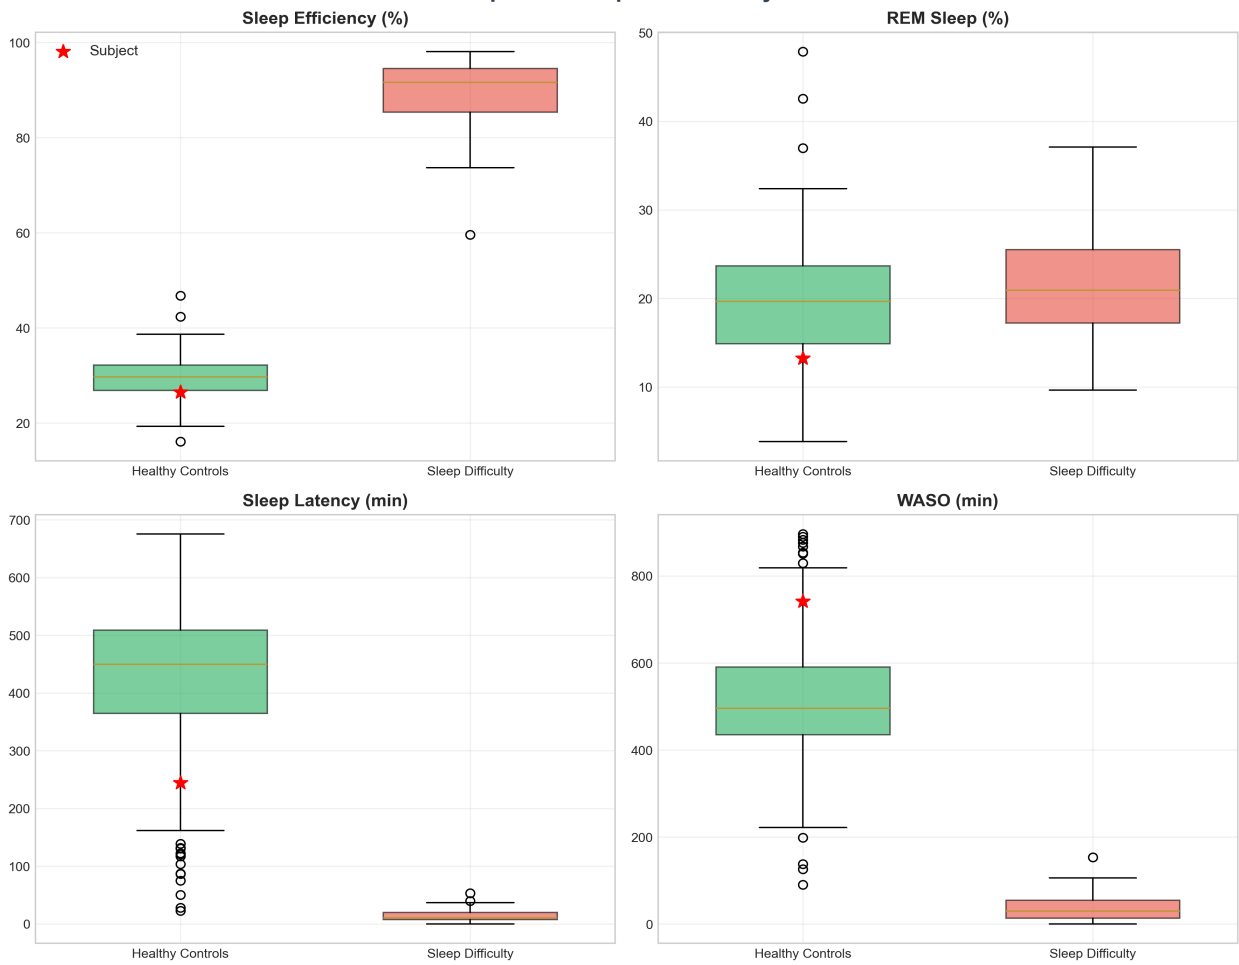 Sleep Efficiency (%)
100
80
60
40
20
Subject
Healthy Controls
Sleep Difficulty
REM Sleep (%)
50
40
30
20
10
Healthy Controls
Sleep Difficulty
Sleep Latency (min)
700
600
500
400
300
200
100
0
Healthy Controls
Sleep Difficulty
WASO (min)
800
600
400
200
0
Healthy Controls
Sleep Difficulty